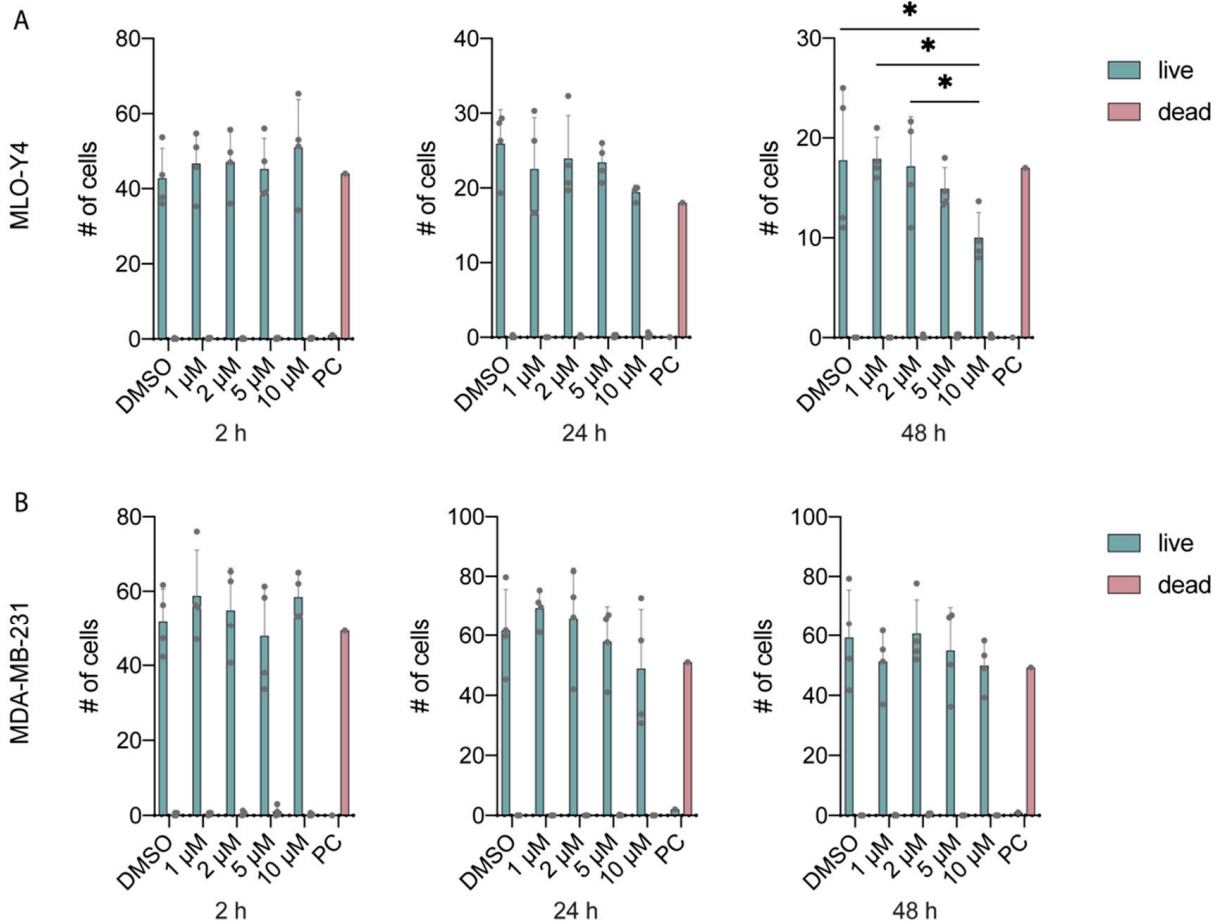 A
MLO-Y4
# of cells
80
60
40
20
0
DMSO
1 µM
2 µM
5 µM
10 µM
PC
2 h
# of cells
40
30
20
10
0
DMSO
1 µM
2 µM
5 µM
10 µM
PC
24 h
# of cells
30
20
10
0
*
*
*
DMSO
1 µM
2 µM
5 µM
10 µM
PC
48 h
live
dead
B
MDA-MB-231
# of cells
80
60
40
20
0
DMSO
1 µM
2 µM
5 µM
10 µM
PC
2 h
# of cells
100
80
60
40
20
0
DMSO
1 µM
2 µM
5 µM
10 µM
PC
24 h
# of cells
100
80
60
40
20
0
DMSO
1 µM
2 µM
5 µM
10 µM
PC
48 h
live
dead